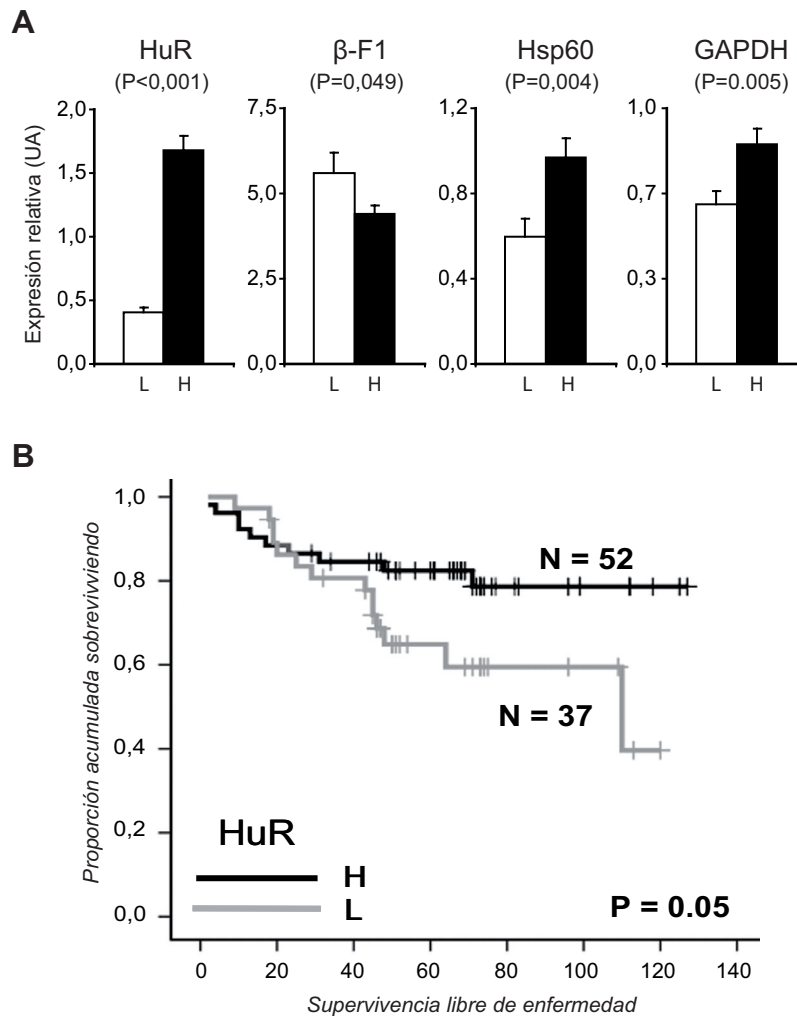 A
HuR
(P<0,001)
β-F1
(P=0,049)
Hsp60
(P=0,004)
GAPDH
(P=0.005)
Expresión relativa (UA)
2,0
1,5
1,0
0,5
0,0
L H
7,5
5,0
2,5
0,0
L H
1,2
0,8
0,4
0,0
L H
1,0
0,7
0,3
0,0
L H
B
Proporción acumulada sobrevivviendo
1,0
0,8
0,6
0,4
0,2
0,0
N = 52
N = 37
HuR
H
L
P = 0.05
0 20 40 60 80 100 120 140
Supervivencia libre de enfermedad